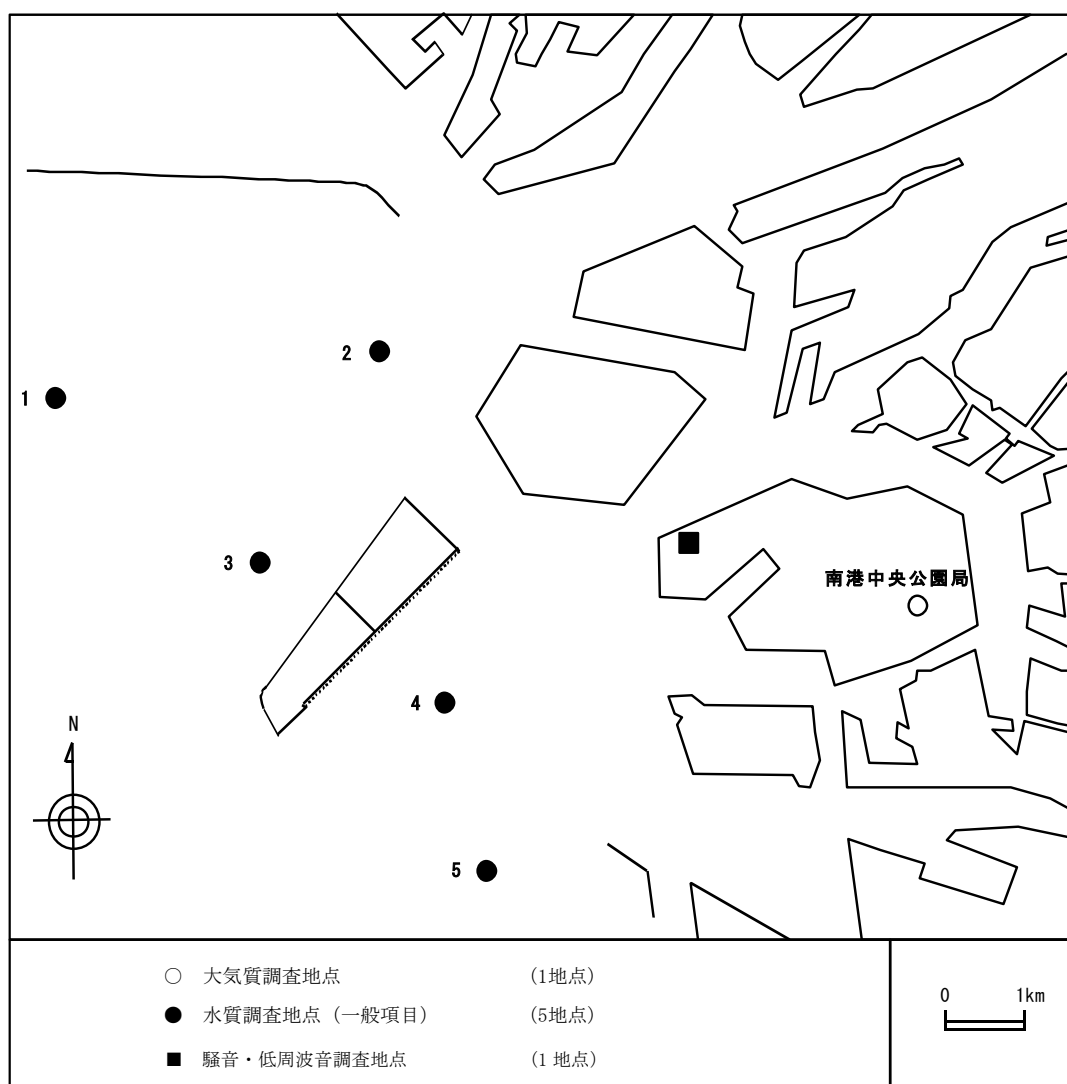 2
1
3
南港中央公園局
4
N
5
○ 大気質調査地点 (1地点)
● 水質調査地点（一般項目） (5地点)
■ 騒音・低周波音調査地点 (1 地点)
0 1km